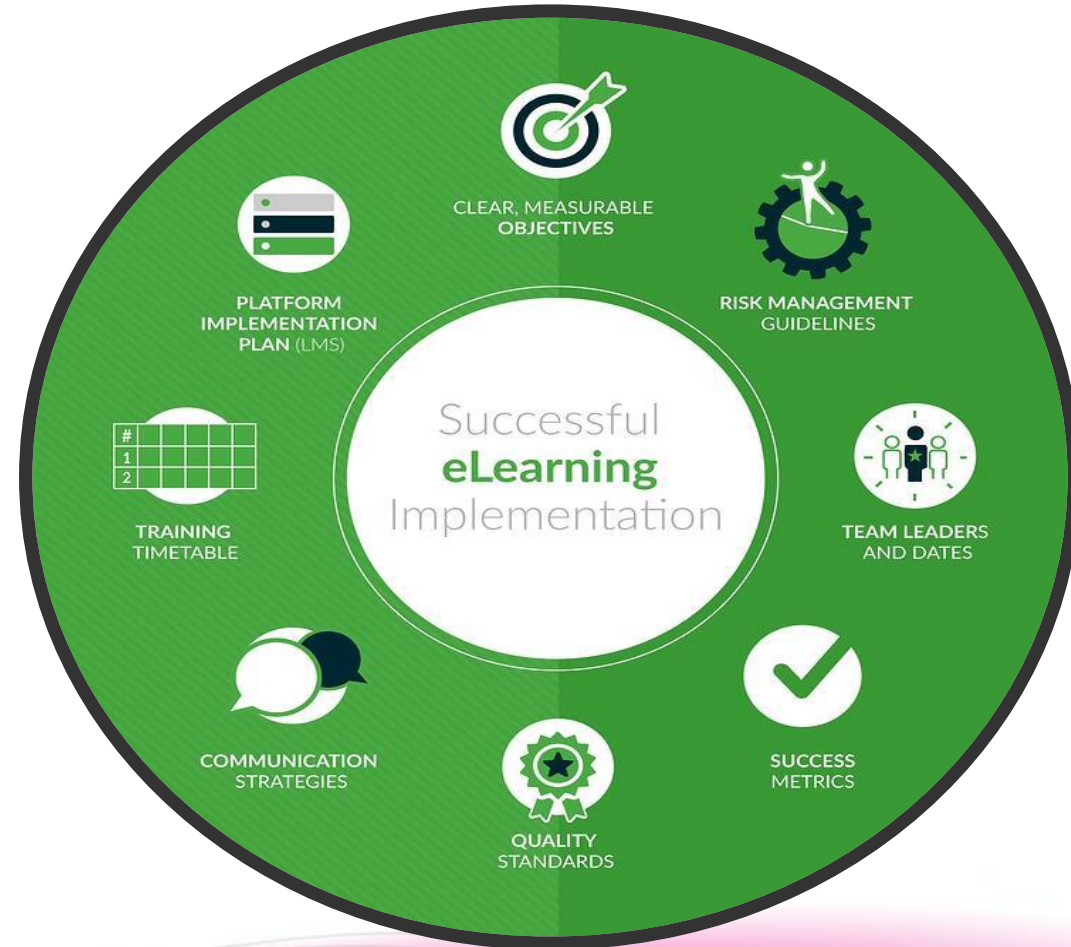 CLEAR, MEASURABLE
OBJECTIVES
RISK MANAGEMENT
GUIDELINES
TEAM LEADERS
AND DATES
SUCCESS
METRICS
QUALITY
STANDARDS
COMMUNICATION
STRATEGIES
#
1
2
TRAINING
TIMETABLE
PLATFORM
IMPLEMENTATION
PLAN (LMS)
Successful
eLearning
Implementation